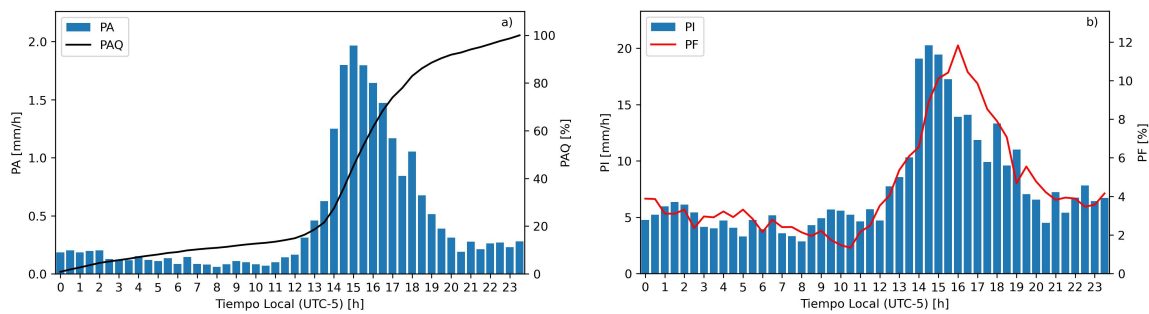 a)
PA
PAQ
PA [mm/h]
0.0
0.5
1.0
1.5
2.0
PAQ [%]
0
20
40
60
80
100
0 1 2 3 4 5 6 7 8 9 10 11 12 13 14 15 16 17 18 19 20 21 22 23
Tiempo Local (UTC-5) [h]
b)
PI
PF
PI [mm/h]
0
5
10
15
20
PF [%]
0
2
4
6
8
10
12
0 1 2 3 4 5 6 7 8 9 10 11 12 13 14 15 16 17 18 19 20 21 22 23
Tiempo Local (UTC-5) [h]